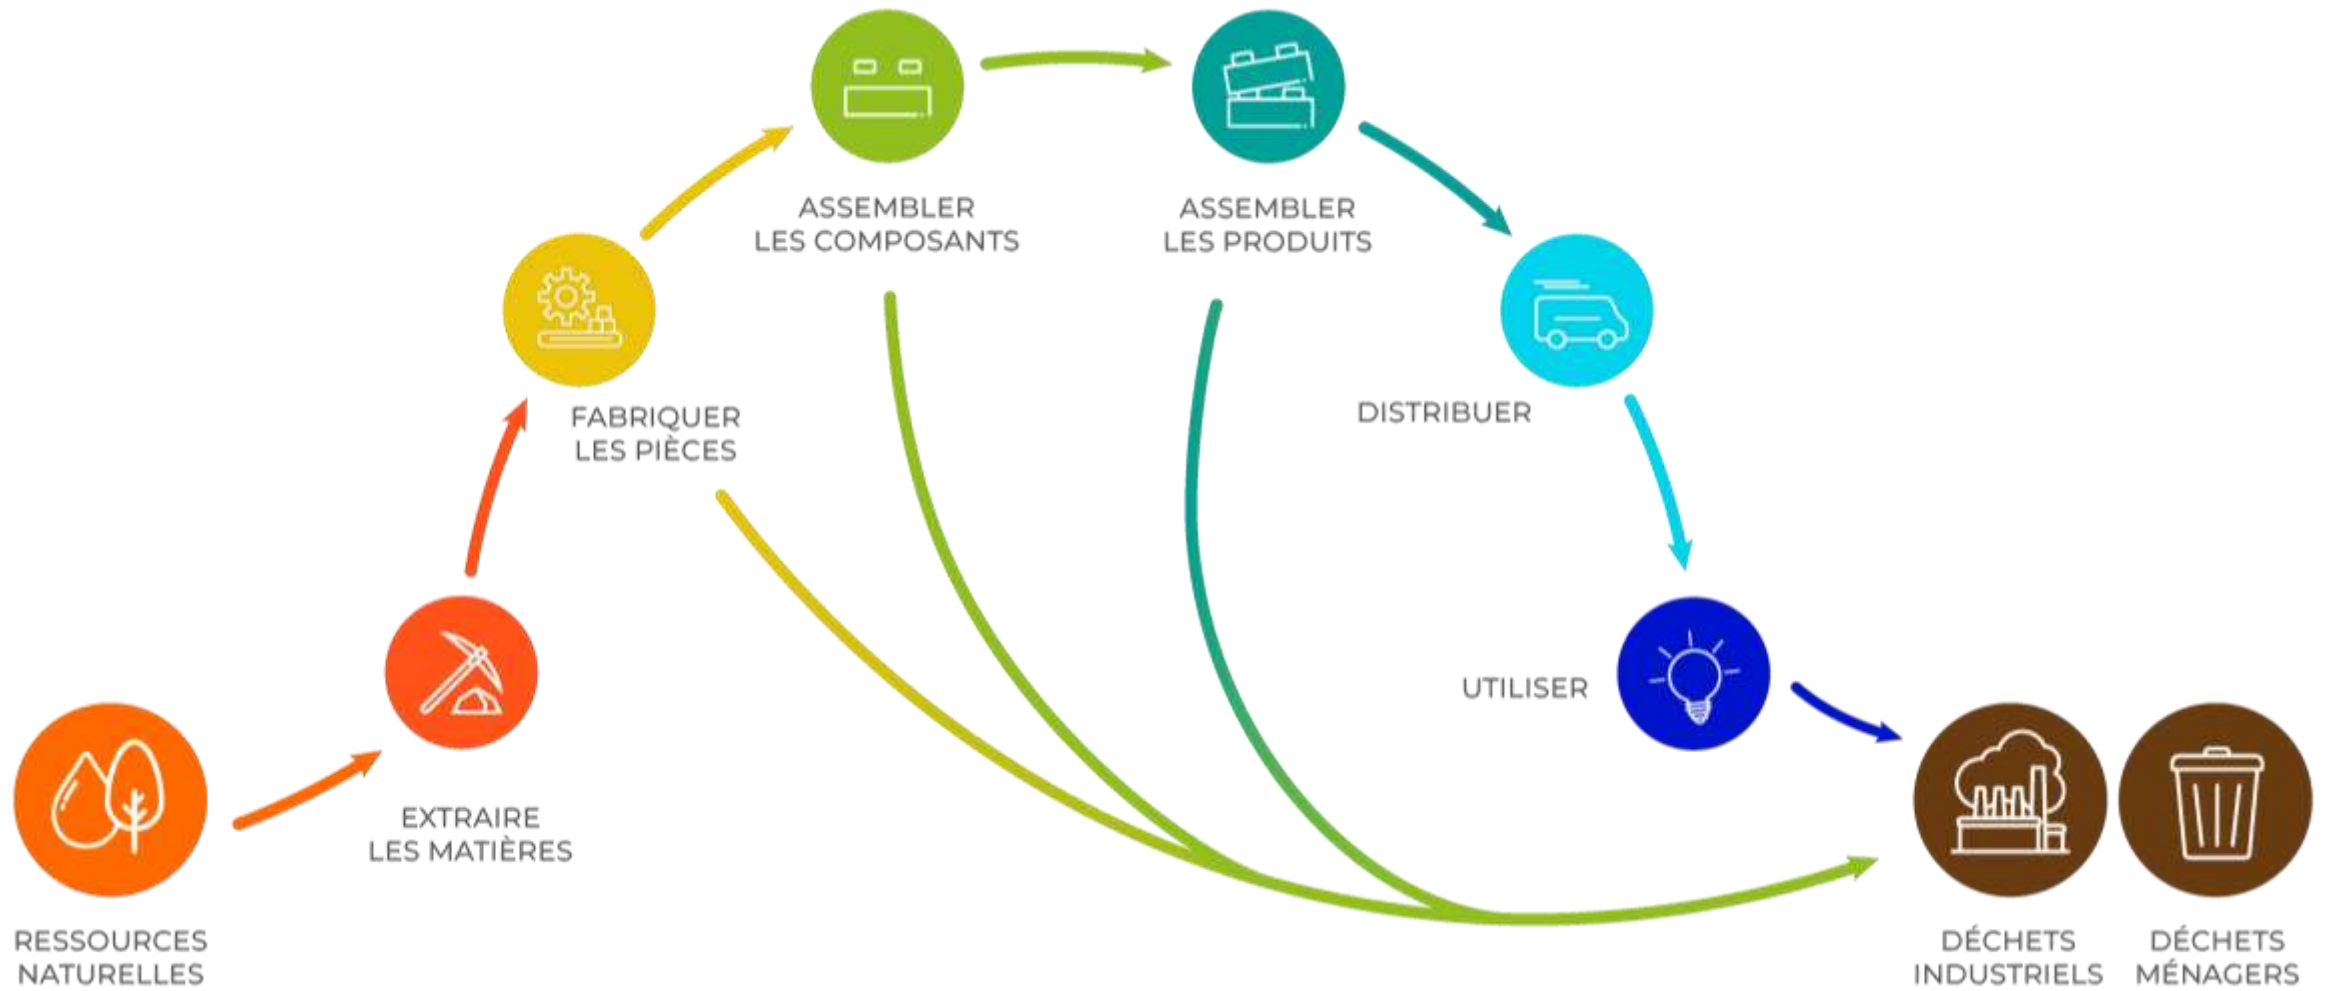 RESSOURCES
NATURELLES
EXTRAIRE
LES MATIÈRES
FABRIQUER
LES PIÈCES
ASSEMBLER
LES COMPOSANTS
ASSEMBLER
LES PRODUITS
DISTRIBUER
UTILISER
DÉCHETS
INDUSTRIELS
DÉCHETS
MÉNAGERS